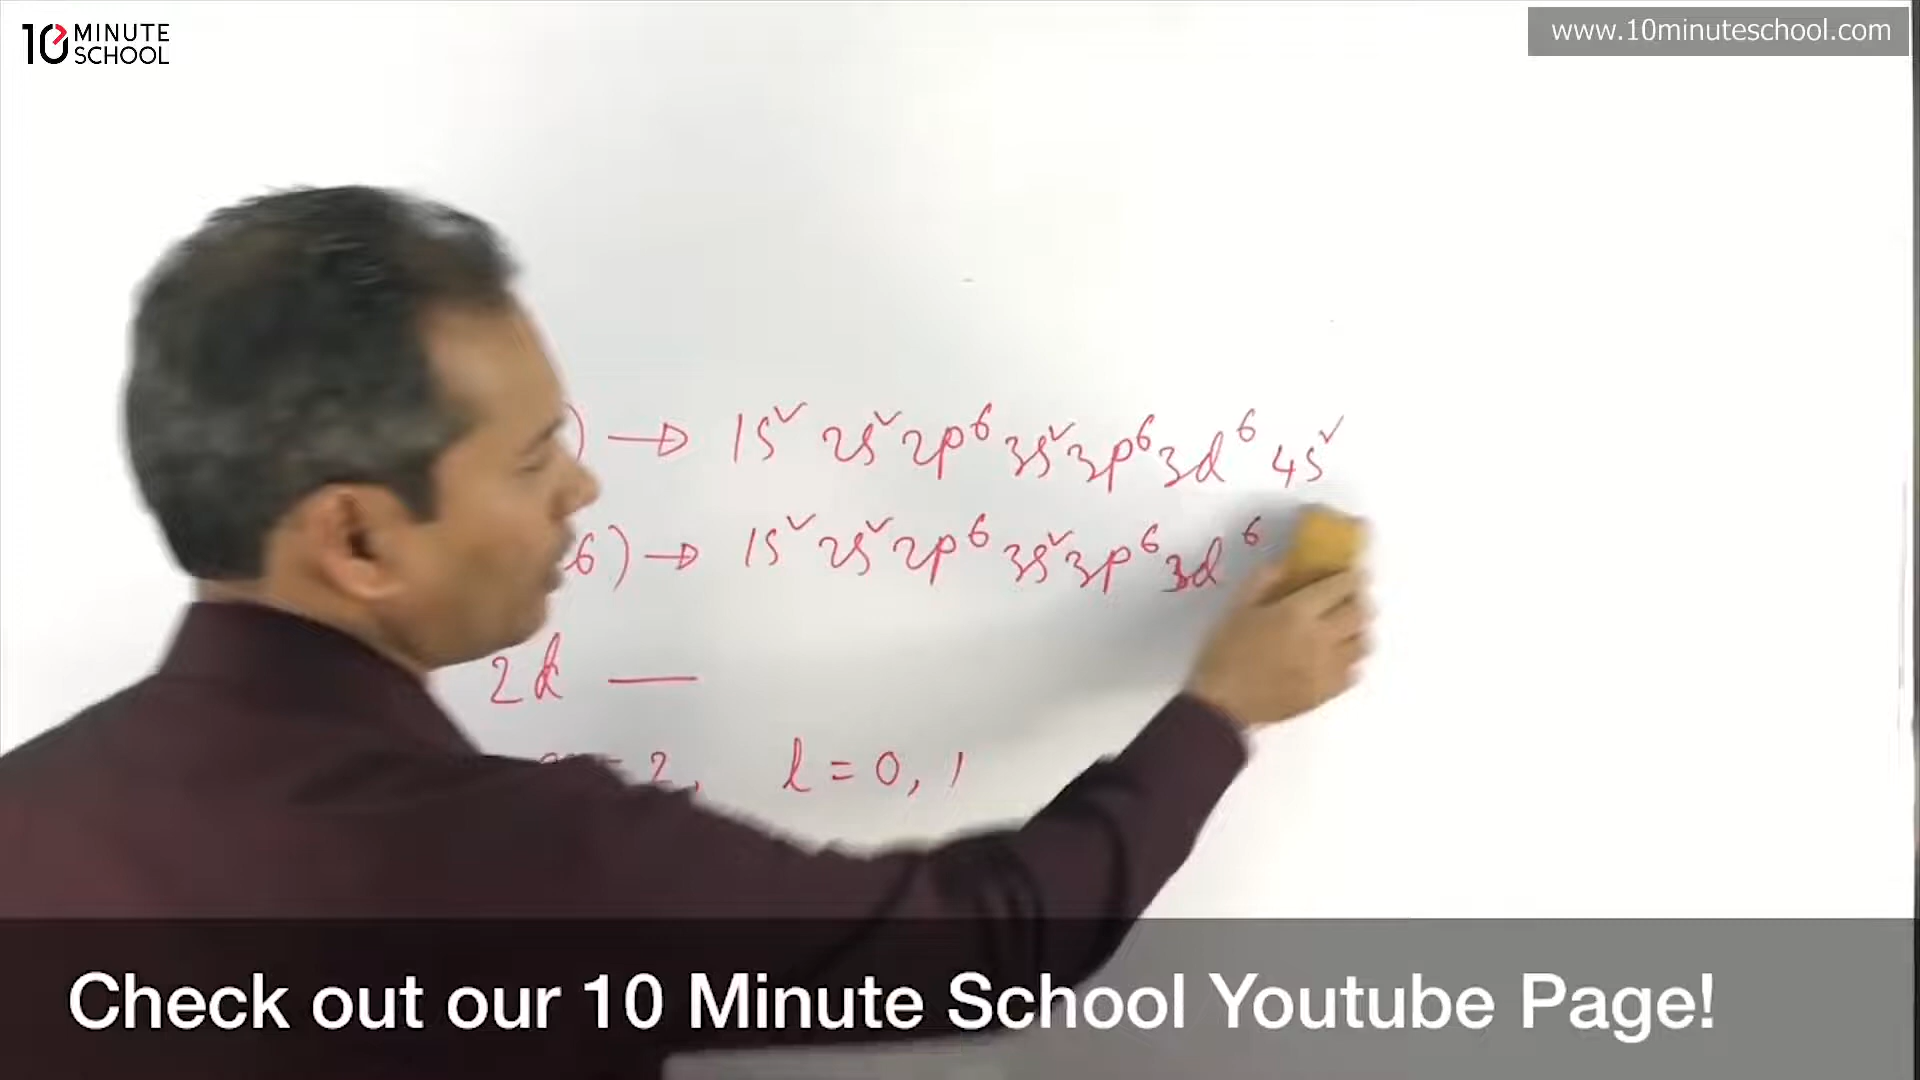 10 MINUTE SCHOOL
www.10minuteschool.com
) → 1s² 2s² 2p⁶ 3s² 3p⁶ 3d⁶ 4s²
6) → 1s² 2s² 2p⁶ 3s² 3p⁶ 3d⁶
2d —
= 2, l = 0, 1
Check out our 10 Minute School Youtube Page!